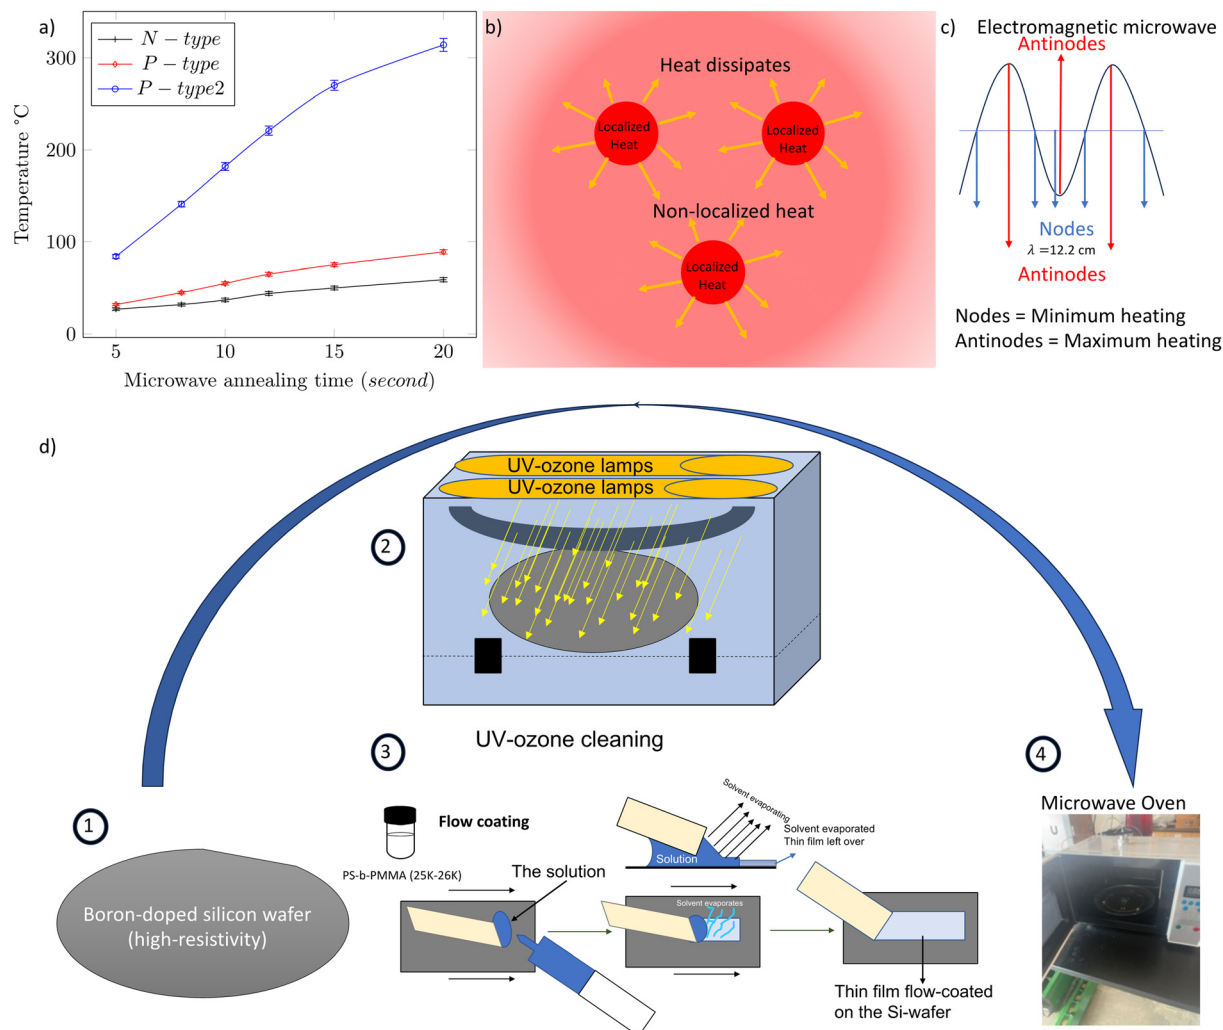 a)
N − type
P − type
P − type2
300
200
100
0
5
10
15
20
Temperature °C
Microwave annealing time (second)
b)
Heat dissipates
Localized
Heat
Localized
Heat
Non-localized heat
Localized
Heat
c)
Electromagnetic microwave
Antinodes
Nodes
λ =12.2 cm
Antinodes
Nodes = Minimum heating
Antinodes = Maximum heating
d)
UV-ozone lamps
UV-ozone lamps
2
UV-ozone cleaning
1
Boron-doped silicon wafer
(high-resistivity)
3
Flow coating
PS-b-PMMA (25K-26K)
The solution
Solution
Solvent evaporating
Solvent evaporated
Thin film left over
Solvent evaporates
Thin film flow-coated
on the Si-wafer
4
Microwave Oven